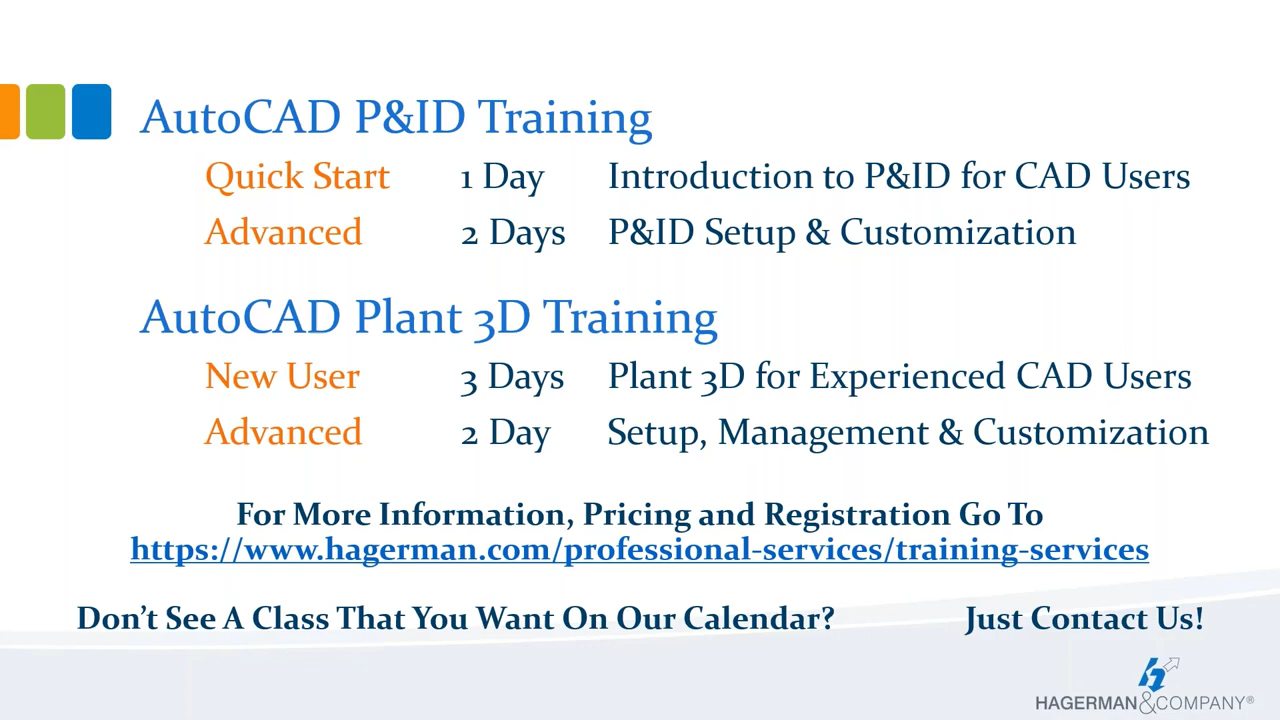 AutoCAD P&ID Training
Quick Start 1 Day Introduction to P&ID for CAD Users
Advanced 2 Days P&ID Setup & Customization
AutoCAD Plant 3D Training
New User 3 Days Plant 3D for Experienced CAD Users
Advanced 2 Day Setup, Management & Customization
For More Information, Pricing and Registration Go To
https://www.hagerman.com/professional-services/training-services
Don’t See A Class That You Want On Our Calendar? Just Contact Us!
HAGERMAN&COMPANY®